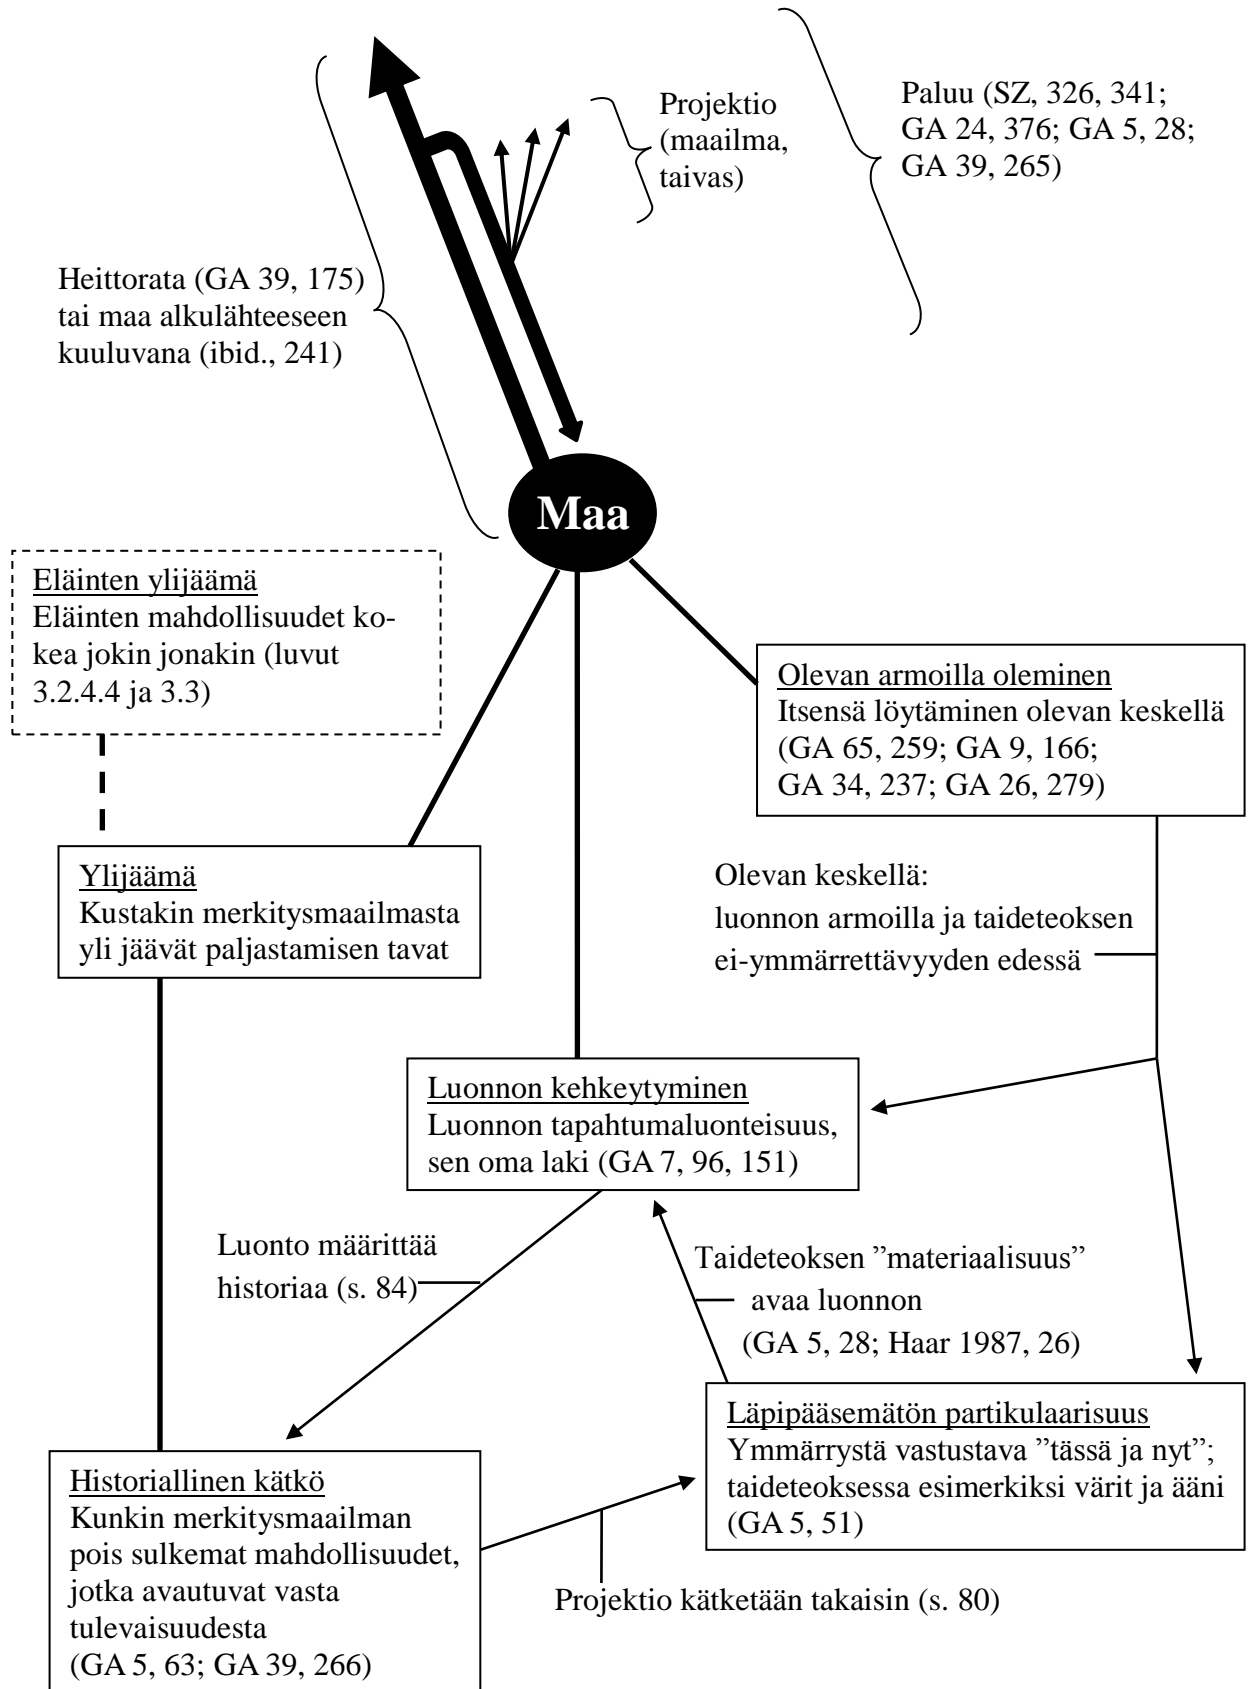 Projektio
(maailma,
taivas)
Paluu (SZ, 326, 341;
GA 24, 376; GA 5, 28;
GA 39, 265)
Heittorata (GA 39, 175)
tai maa alkulähteeseen
kuuluvana (ibid., 241)
Maa
Eläinten ylijäämä
Eläinten mahdollisuudet ko-
kea jokin jonakin (luvut
3.2.4.4 ja 3.3)
Olevan armoilla oleminen
Itsensä löytäminen olevan keskellä
(GA 65, 259; GA 9, 166;
GA 34, 237; GA 26, 279)
Ylijäämä
Kustakin merkitysmaailmasta
yli jäävät paljastamisen tavat
Olevan keskellä:
luonnon armoilla ja taideteoksen
ei-ymmärrettävyyden edessä
Luonnon kehkeytyminen
Luonnon tapahtumaluonteisuus,
sen oma laki (GA 7, 96, 151)
Luonto määrittää
historiaa (s. 84)
Taideteoksen ”materiaalisuus”
avaa luonnon
(GA 5, 28; Haar 1987, 26)
Läpipääsemätön partikulaarisuus
Ymmärrystä vastustava ”tässä ja nyt”;
taideteoksessa esimerkiksi värit ja ääni
(GA 5, 51)
Historiallinen kätkö
Kunkin merkitysmaailman
pois sulkemat mahdollisuudet,
jotka avautuvat vasta
tulevaisuudesta
(GA 5, 63; GA 39, 266)
Projektio kätketään takaisin (s. 80)